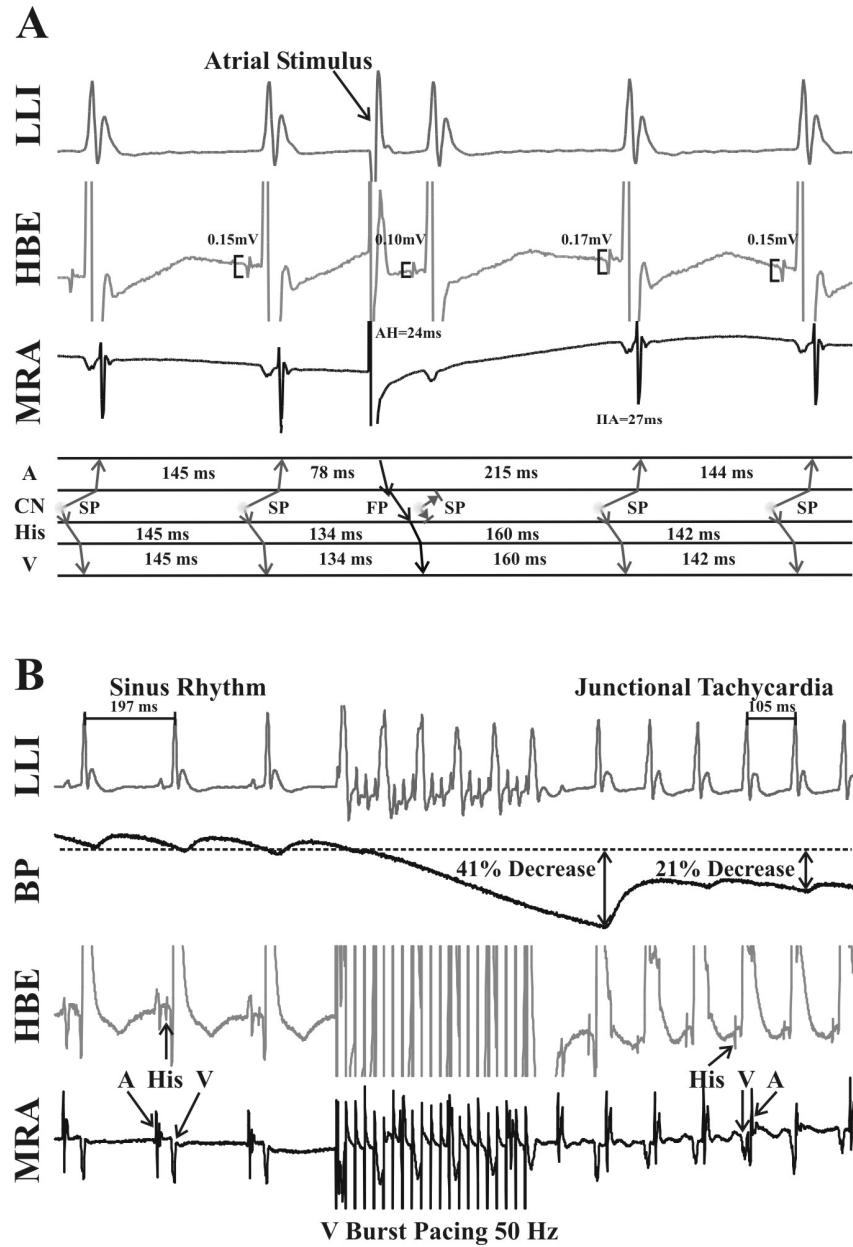 A
Atrial Stimulus
LLI
HBE
0.15mV
0.10mV
0.17mV
0.15mV
MRA
AH=24ms
IIA=27ms
A
145 ms
78 ms
215 ms
144 ms
CN
SP
SP
FP
SP
SP
His
145 ms
134 ms
160 ms
142 ms
V
145 ms
134 ms
160 ms
142 ms
B
Sinus Rhythm
Junctional Tachycardia
197 ms
105 ms
LLI
BP
41% Decrease
21% Decrease
HBE
A His V
His V A
MRA
V Burst Pacing 50 Hz